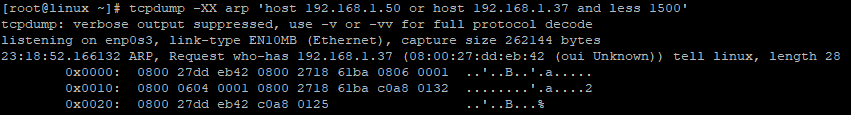 [root@linux ~]# tcpdump -XX arp 'host 192.168.1.50 or host 192.168.1.37 and less 1500'
tcpdump: verbose output suppressed, use -v or -vv for full protocol decode
listening on enp0s3, link-type EN10MB (Ethernet), capture size 262144 bytes
23:18:52.166132 ARP, Request who-has 192.168.1.37 (08:00:27:dd:eb:42 (oui Unknown)) tell linux, length 28
0x0000:  0800 27dd eb42 0800 2718 61ba 0806 0001  ..'..B..'.a.....
0x0010:  0800 0604 0001 0800 2718 61ba c0a8 0132  ........'.a....2
0x0020:  0800 27dd eb42 c0a8 0125  ..'..B...%